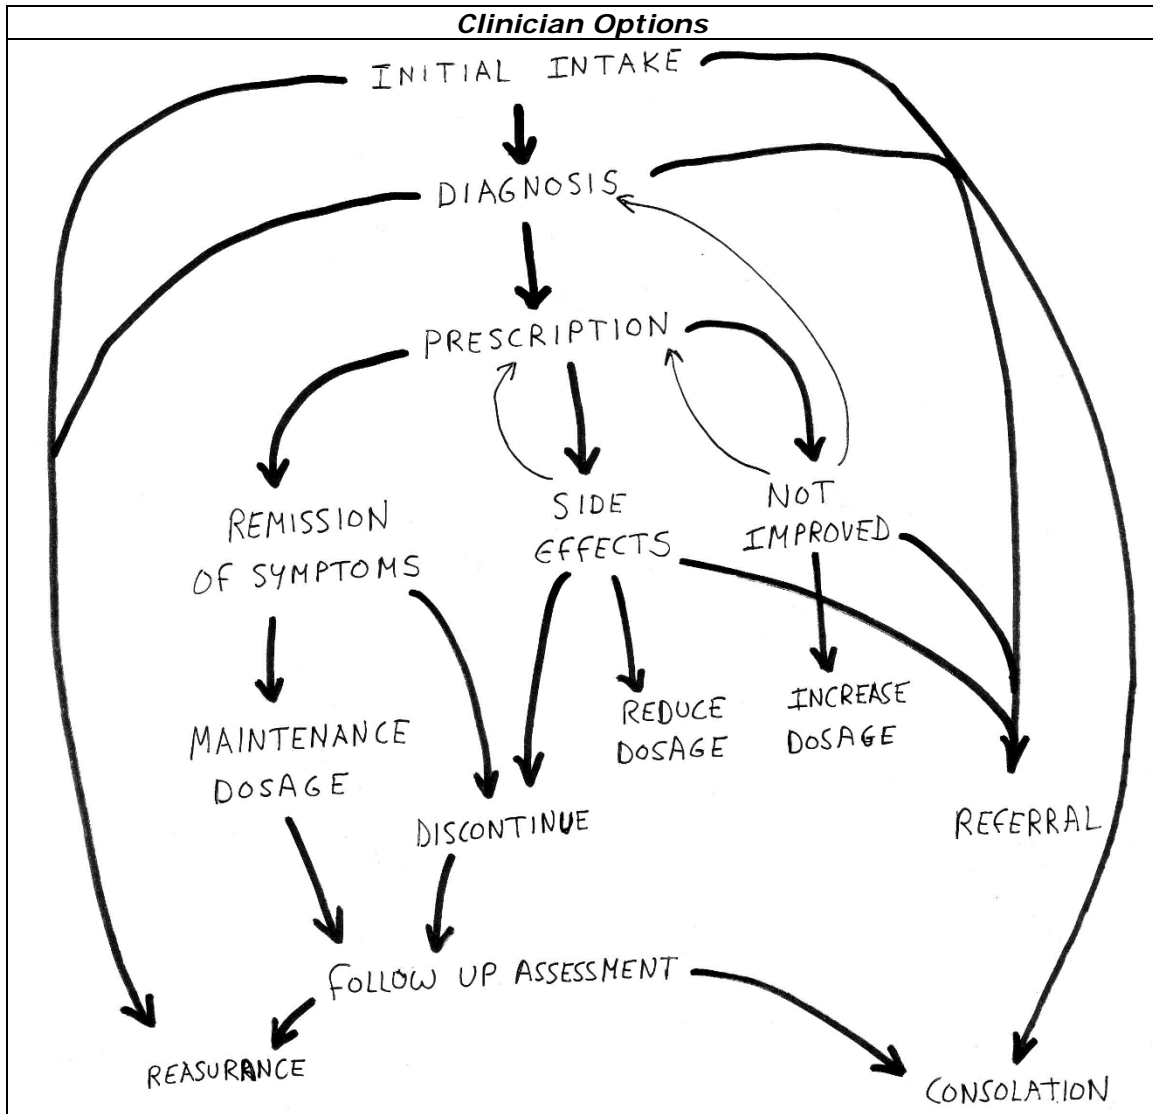 Clinician Options
INITIAL INTAKE
DIAGNOSIS
PRESCRIPTION
REMISSION
OF SYMPTOMS
SIDE
EFFECTS
NOT
IMPROVED
MAINTENANCE
DOSAGE
REDUCE
DOSAGE
INCREASE
DOSAGE
DISCONTINUE
REFERRAL
FOLLOW UP ASSESSMENT
REASURANCE
CONSOLATION